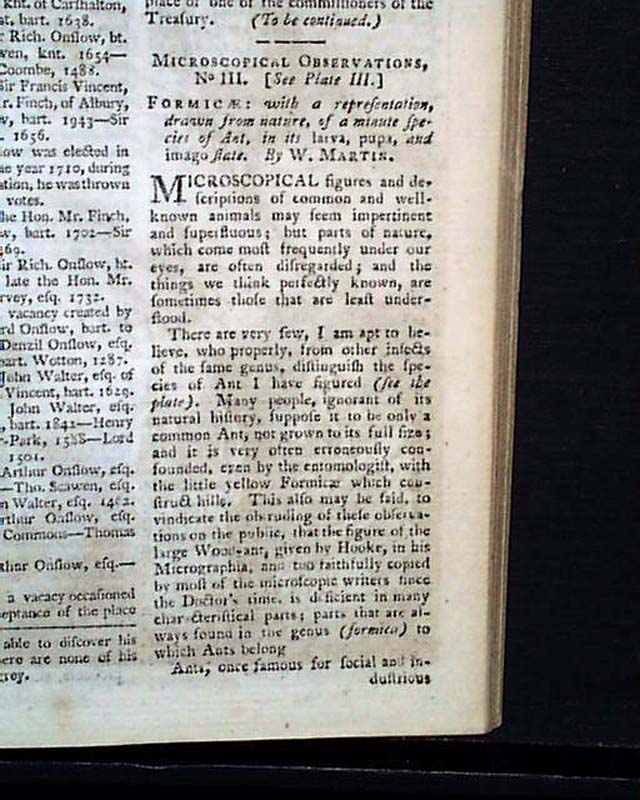 knt. of Carshalton,
st, bart. 1638.
r Rich. Onſlow, bt.
wen, knt. 1654—
Coombe, 1488.
Sir Francis Vincent,
r. Finch, of Albury,
w, bart. 1943—Sir
. 1656.
low was elected in
he year 1710, during
ation, he was thrown
votes.
he Hon. Mr. Finch,
w, bart. 1702—Sir
69.
ir Rich. Onſlow, bt.
late the Hon. Mr.
rvey, eſq. 1732.
vacancy created by
rd Onſlow, bart. to
Denzil Onſlow, eſq.
bart. Wotton, 1287.
John Walter, eſq. of
Vincent, bart. 1629.
John Walter, eſq.
, bart. 1841—Henry
r-Park, 1588—Lord
1501.
Arthur Onſlow, eſq.
—Tho. Scawen, eſq.
n Walter, eſq. 1462.
rthur Onſlow, eſq.
Commons—Thomas
thur Onſlow, eſq.—
a vacacy occaſioned
ceptance of the place
able to diſcover his
ere are none of his
rey.
place of one of the commiſſioners of the
Treaſury. (To be continued.)
MICROSCOPICAL OBSERVATIONS,
No III. [See Plate III.]
FORMICÆ: with a repreſentation,
drawn from nature, of a minute ſpe-
cies of Ant, in its larva, pupa, and
imago ſtate. By W. MARTIN.
MICROSCOPICAL figures and de-
ſcriptions of common and well-
known animals may ſeem impertinent
and ſuperfluous; but parts of nature,
which come moſt frequently under our
eyes, are often diſregarded; and the
things we think perfectly known, are
ſometimes thoſe that are leaſt under-
ſtood.
There are very few, I am apt to be-
lieve, who properly, from other inſects
of the ſame genus, diſtinguiſh the ſpe-
cies of Ant I have figured (ſee the
plate). Many people, ignorant of its
natural hiſtory, ſuppoſe it to be only a
common Ant, not grown to its full ſize;
and it is very often erroneouſly con-
founded, even by the entomologiſt, with
the little yellow Formicæ which con-
ſtruct hills. This alſo may be ſaid, to
vindicate the obtruding of theſe obſerva-
tions on the public, that the figure of the
large Wood-ant, given by Hooke, in his
Micrographia, and too faithfully copied
by moſt of the microſcopic writers ſince
the Doctor's time, is deficient in many
characteriſtical parts; parts that are al-
ways found in the genus (formica) to
which Ants belong
Ants, once famous for ſocial and in-
duſtrious